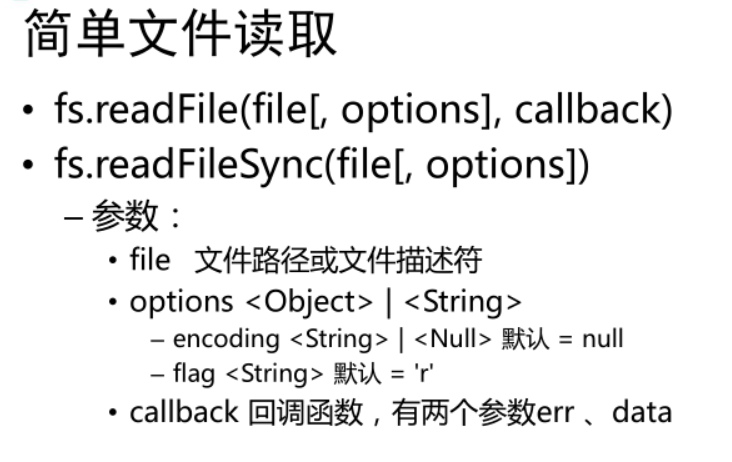 简单文件读取
• fs.readFile(file[, options], callback)
• fs.readFileSync(file[, options])
– 参数：
• file 文件路径或文件描述符
• options <Object> | <String>
– encoding <String> | <Null> 默认 = null
– flag <String> 默认 = 'r'
• callback 回调函数，有两个参数err 、data